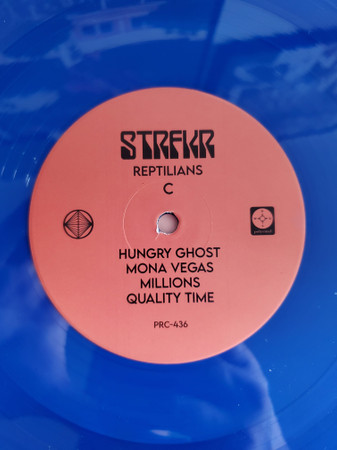 STRFKR
REPTILIANS
C
HUNGRY GHOST
MONA VEGAS
MILLIONS
QUALITY TIME
PRC-436